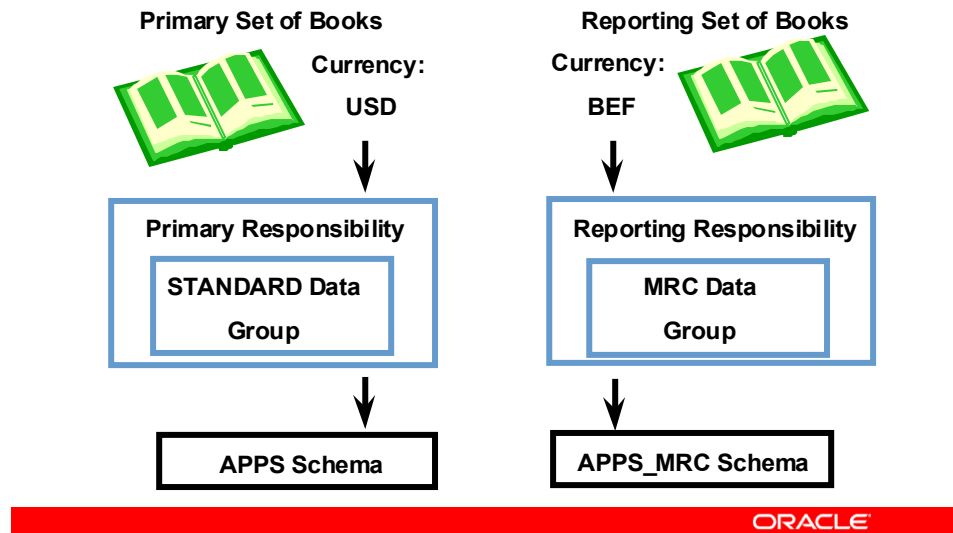 Primary Set of Books
Currency:
USD
Primary Responsibility
STANDARD Data
Group
APPS Schema
Reporting Set of Books
Currency:
BEF
Reporting Responsibility
MRC Data
Group
APPS_MRC Schema
ORACLE